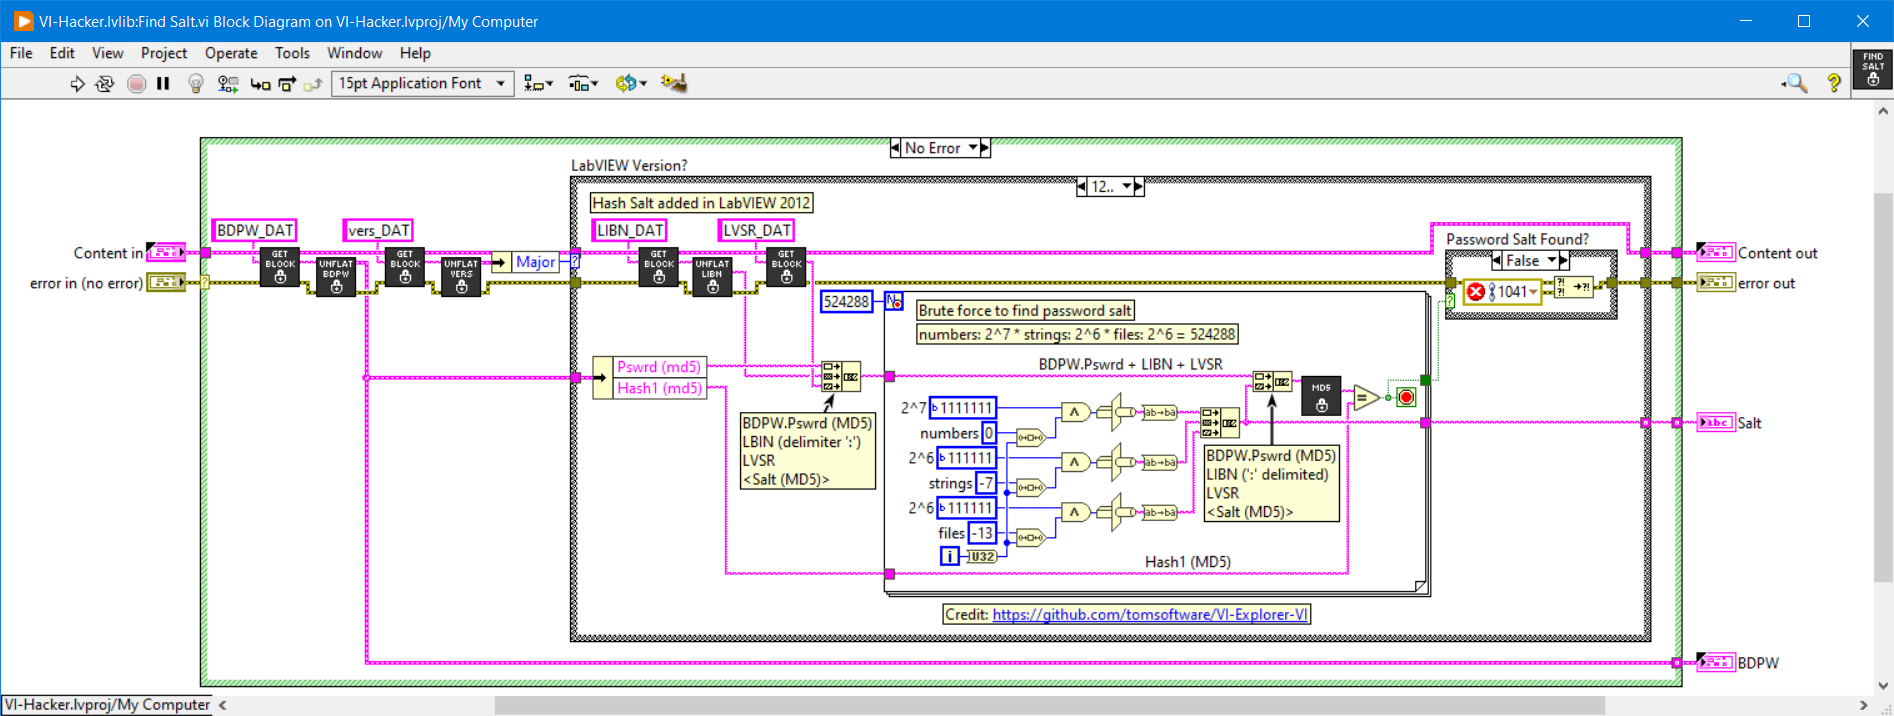 VI-Hacker.lvlib:Find Salt.vi Block Diagram on VI-Hacker.lvproj/My Computer
File Edit View Project Operate Tools Window Help
FIND
SALT
15pt Application Font
No Error
LabVIEW Version?
12..
Hash Salt added in LabVIEW 2012
BDPW_DAT
vers_DAT
LIBN_DAT
LVSR_DAT
Password Salt Found?
False
Content in
GET
BLOCK
UNFLAT
BDPW
GET
BLOCK
UNFLAT
VERS
Major
GET
BLOCK
UNFLAT
LIBN
GET
BLOCK
Content out
error in (no error)
1041
error out
524288
N
Brute force to find password salt
numbers: 2^7 * strings: 2^6 * files: 2^6 = 524288
Pswrd (md5)
Hash1 (md5)
BDPW.Pswrd + LIBN + LVSR
MD5
BDPW.Pswrd (MD5)
LBIN (delimiter ':')
LVSR
<Salt (MD5)>
2^7
b 1111111
numbers 0
2^6
b 111111
strings -7
2^6
b 111111
files -13
i
U32
ab→ba
ab→ba
ab→ba
BDPW.Pswrd (MD5)
LIBN (':' delimited)
LVSR
<Salt (MD5)>
abc
Salt
Hash1 (MD5)
Credit: https://github.com/tomsoftware/VI-Explorer-VI
BDPW
VI-Hacker.lvproj/My Computer